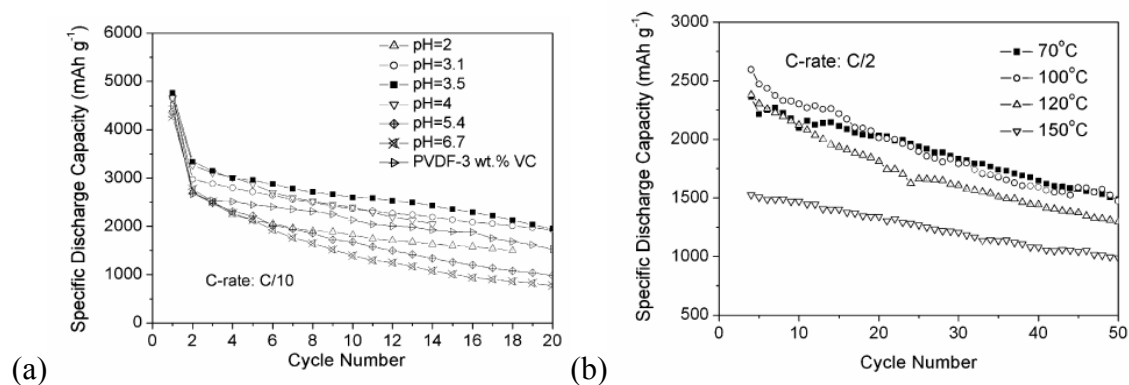 Specific Discharge Capacity (mAh g⁻¹)
6000
5000
4000
3000
2000
1000
0
pH=2
pH=3.1
pH=3.5
pH=4
pH=5.4
pH=6.7
PVDF-3 wt.% VC
C-rate: C/10
0 2 4 6 8 10 12 14 16 18 20
Cycle Number
(a)
Specific Discharge Capacity (mAh g⁻¹)
3000
2500
2000
1500
1000
500
C-rate: C/2
70°C
100°C
120°C
150°C
0 10 20 30 40 50
Cycle Number
(b)